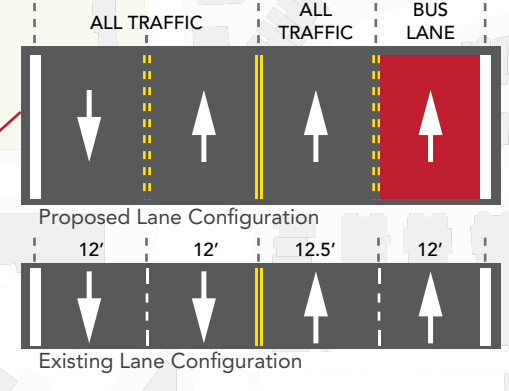 ALL TRAFFIC
ALL
TRAFFIC
BUS
LANE
Proposed Lane Configuration
12’ 12’ 12.5’ 12’
Existing Lane Configuration